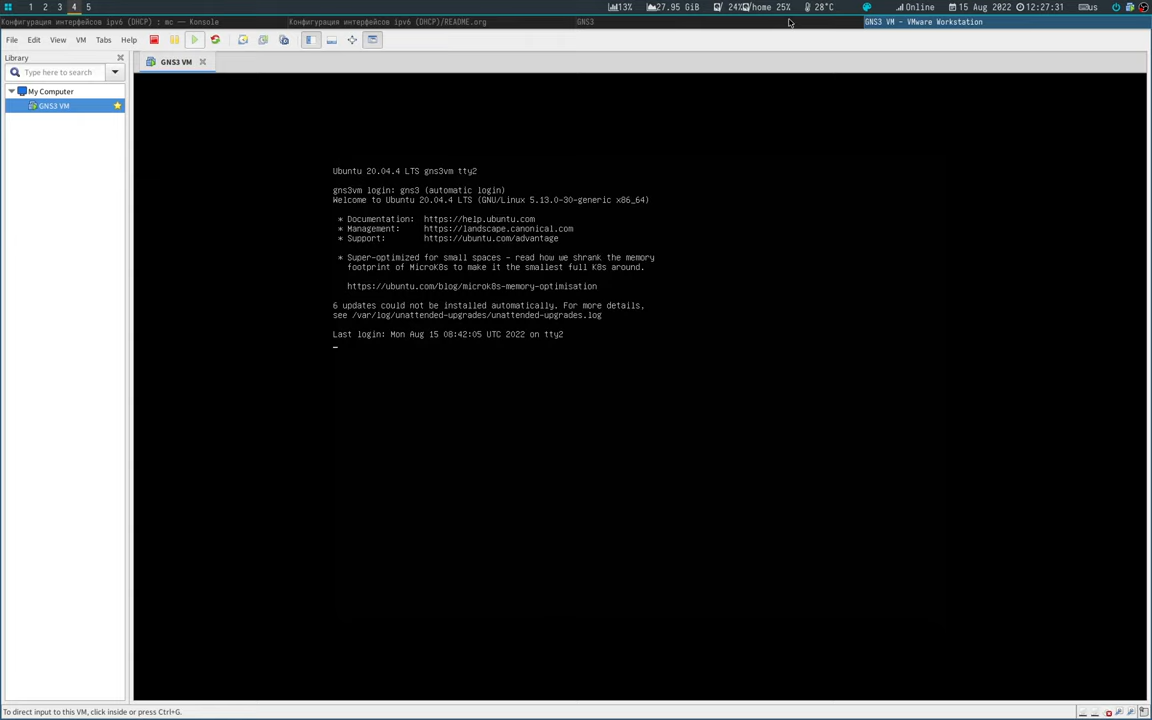 1 2 3 4 5 13% 27.95 GiB 24% /home 25% 28°C Online 15 Aug 2022 12:27:31 us
Конфигурация интерфейсов ipv6 (DHCP) : mc — Konsole
Конфигурация интерфейсов ipv6 (DHCP)/README.org
GNS3
GNS3 VM - VMware Workstation
File Edit View VM Tabs Help
Library
GNS3 VM
Type here to search
My Computer
GNS3 VM
Ubuntu 20.04.4 LTS gns3vm tty2
gns3vm login: gns3 (automatic login)
Welcome to Ubuntu 20.04.4 LTS (GNU/Linux 5.13.0-30-generic x86_64)
* Documentation: https://help.ubuntu.com
* Management: https://landscape.canonical.com
* Support: https://ubuntu.com/advantage
* Super-optimized for small spaces - read how we shrank the memory
footprint of MicroK8s to make it the smallest full K8s around.
https://ubuntu.com/blog/microk8s-memory-optimisation
6 updates could not be installed automatically. For more details,
see /var/log/unattended-upgrades/unattended-upgrades.log
Last login: Mon Aug 15 08:42:05 UTC 2022 on tty2
_
To direct input to this VM, click inside or press Ctrl+G.